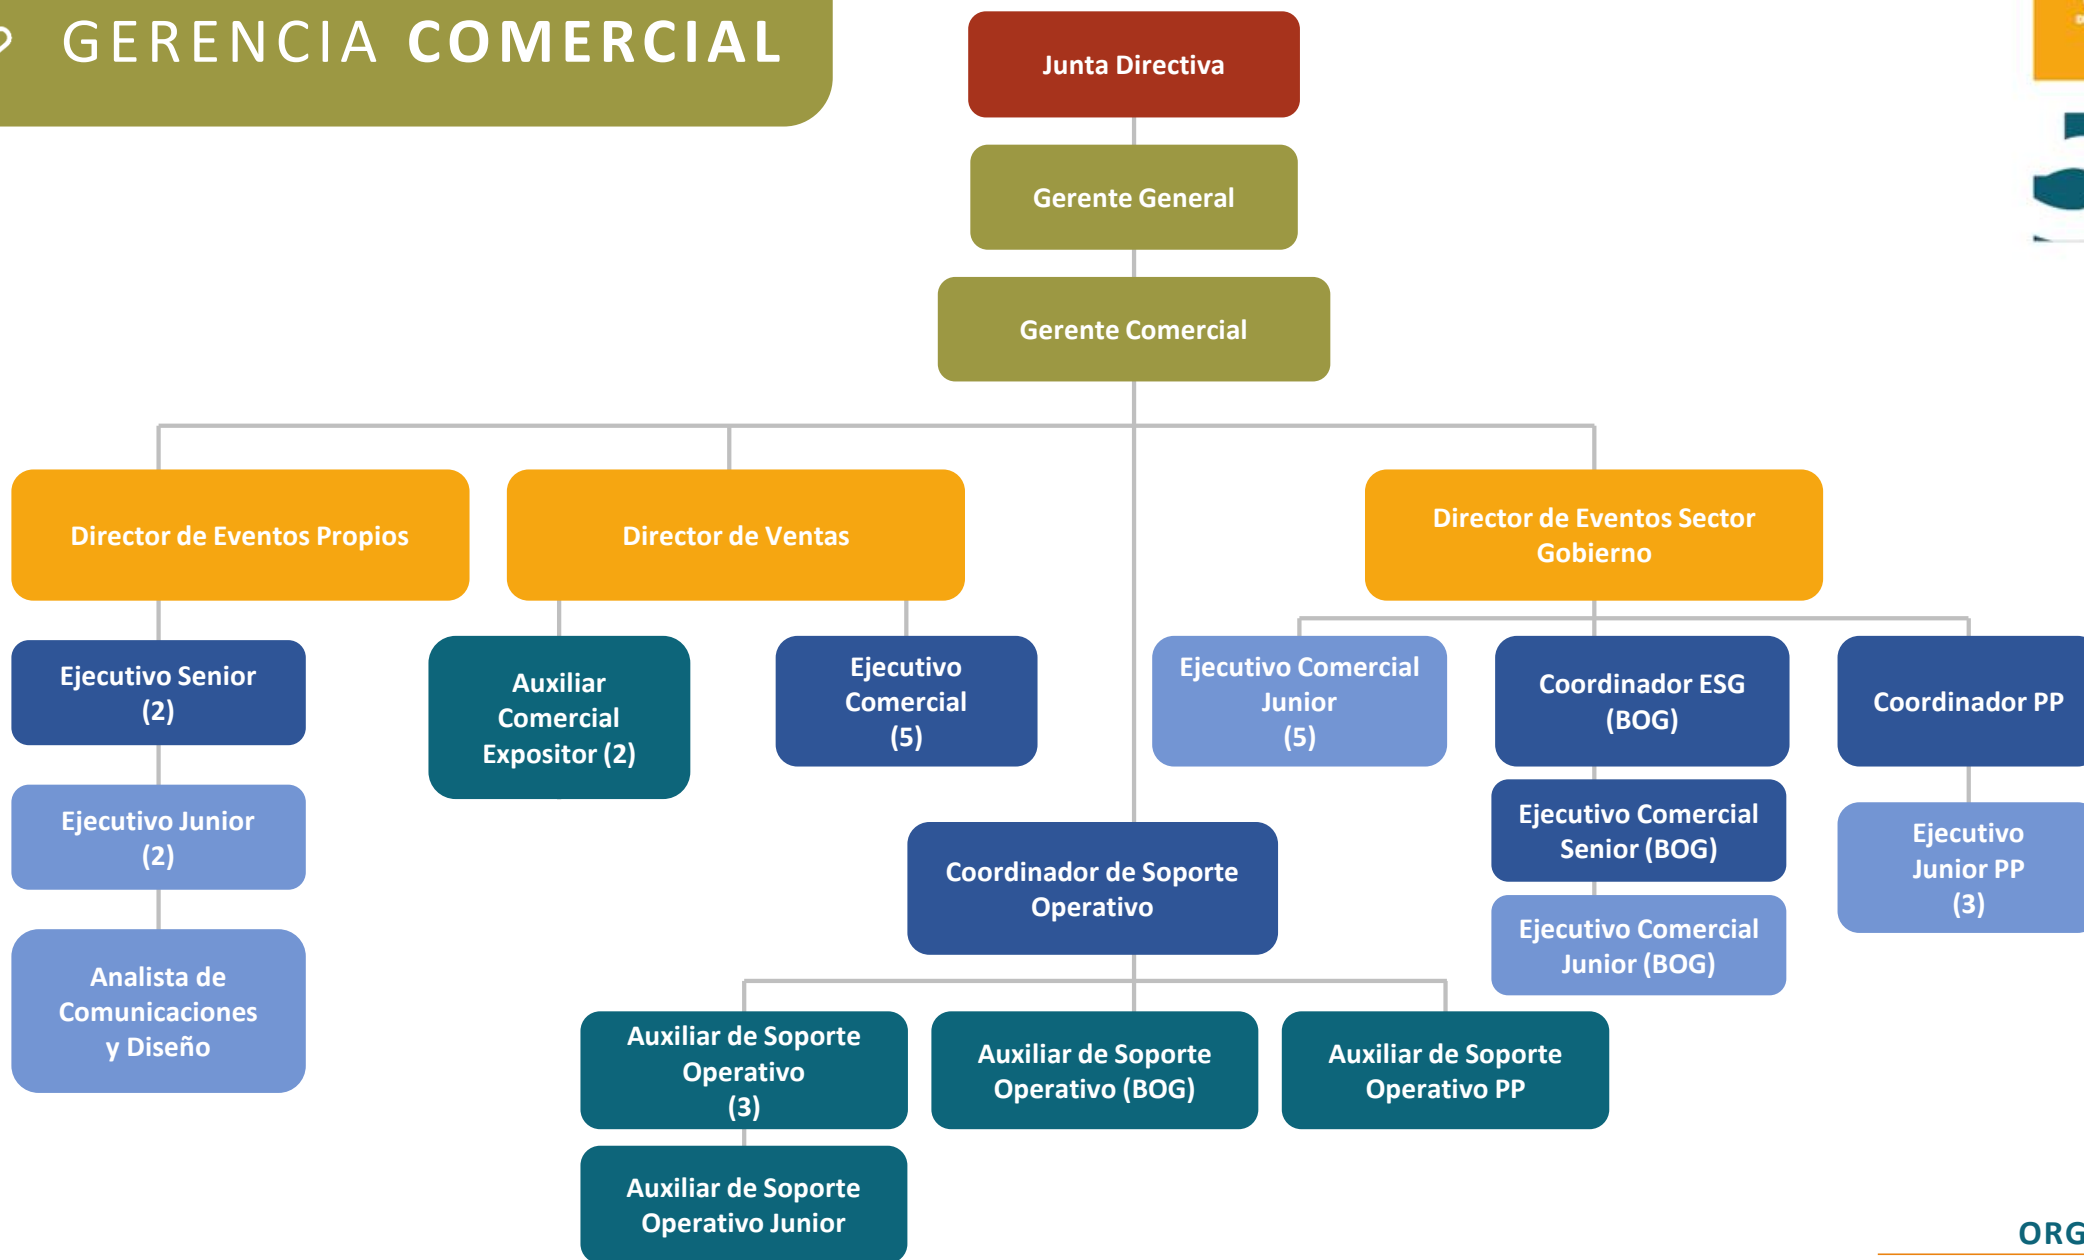 GERENCIA COMERCIAL
Junta Directiva
Gerente General
Gerente Comercial
Director de Eventos Propios
Director de Ventas
Director de Eventos Sector
Gobierno
Ejecutivo Senior
(2)
Auxiliar
Comercial
Expositor (2)
Ejecutivo
Comercial
(5)
Ejecutivo Comercial
Junior
(5)
Coordinador ESG
(BOG)
Coordinador PP
Ejecutivo Junior
(2)
Ejecutivo Comercial
Senior (BOG)
Ejecutivo
Junior PP
(3)
Coordinador de Soporte
Operativo
Ejecutivo Comercial
Junior (BOG)
Analista de
Comunicaciones
y Diseño
Auxiliar de Soporte
Operativo
(3)
Auxiliar de Soporte
Operativo (BOG)
Auxiliar de Soporte
Operativo PP
Auxiliar de Soporte
Operativo Junior
ORG